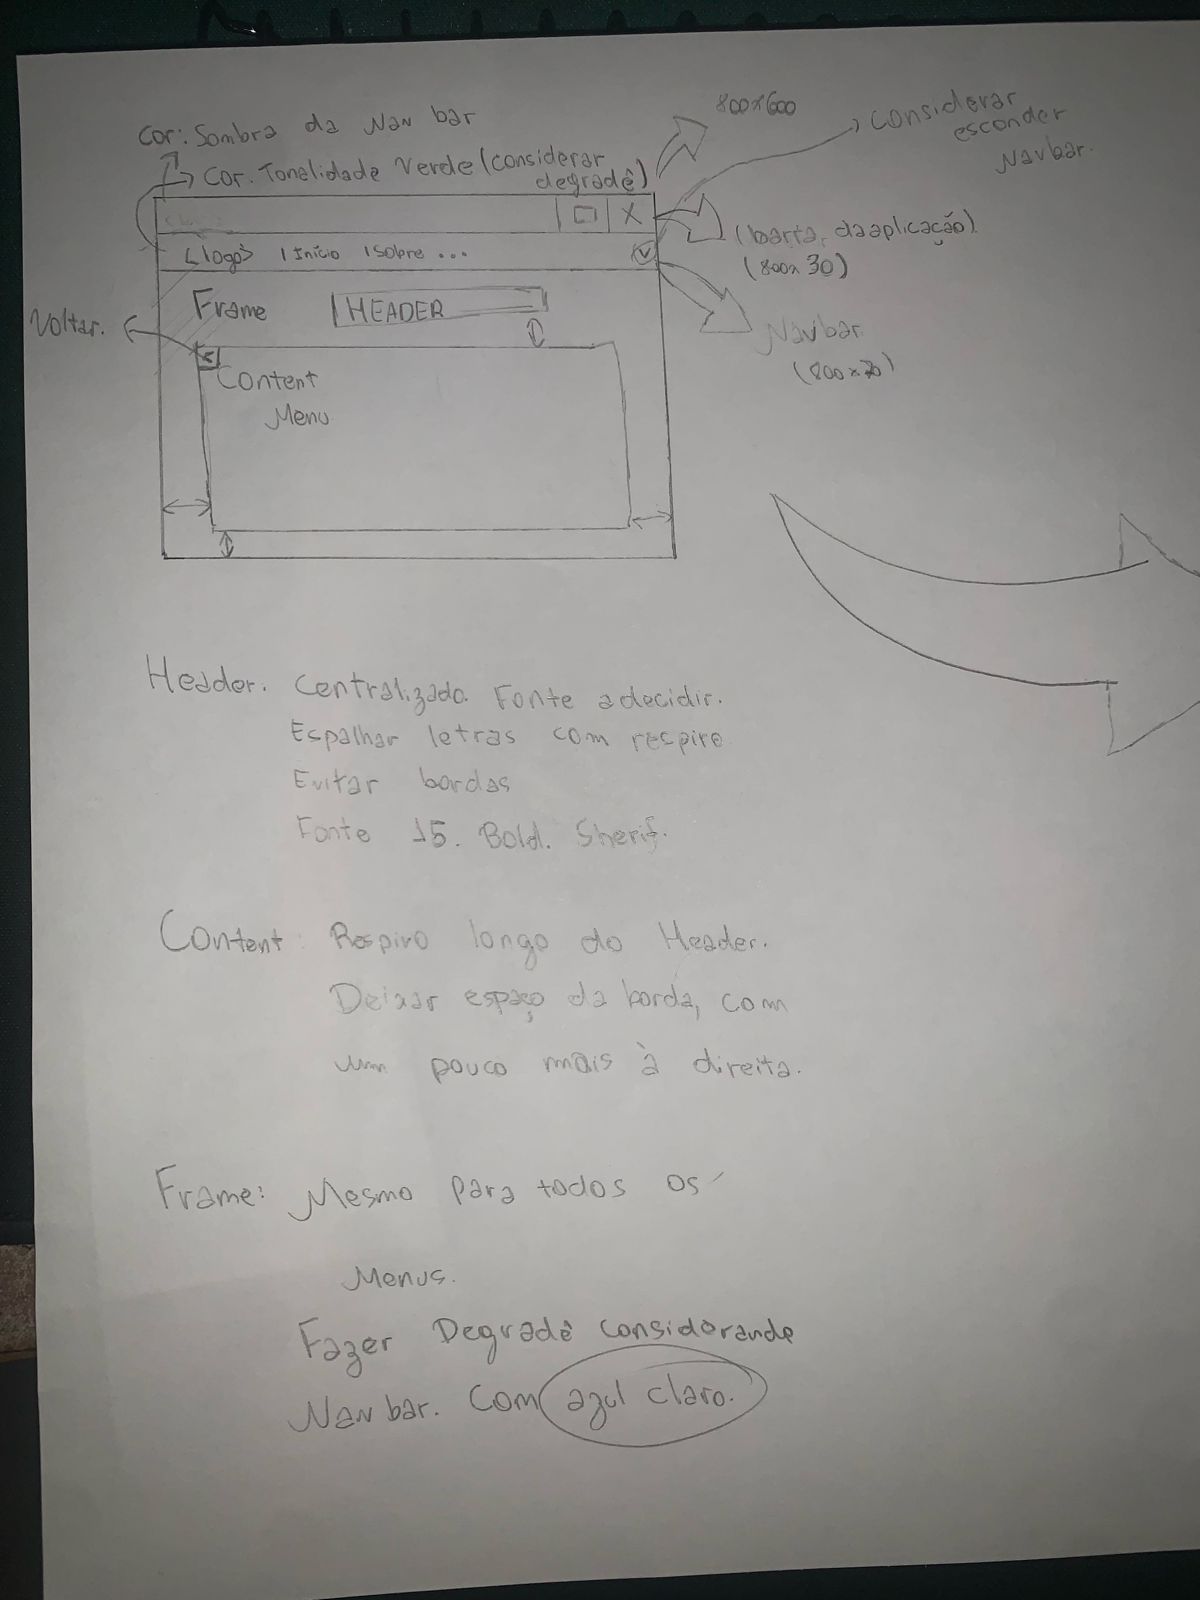 Cor: Sombra da Nav bar
Cor. Tonalidade Verde (considerar
degradê)
800x600
Considerar
esconder
Navbar.
X
<logo> | Início | Sobre ...
(barra da aplicação)
(800x30)
Frame
HEADER
Voltar.
Navbar
(800x30)
<
Content
Menu
Header. Centralizado. Fonte a decidir.
Espalhar letras com respiro
Evitar bordas
Fonte 15. Bold. Sherif.
Content: Respiro longo do Header.
Deixar espaço da borda, com
um pouco mais à direita.
Frame: Mesmo para todos os
Menus.
Fazer Degradê considerando
Nav bar. Com azul claro.